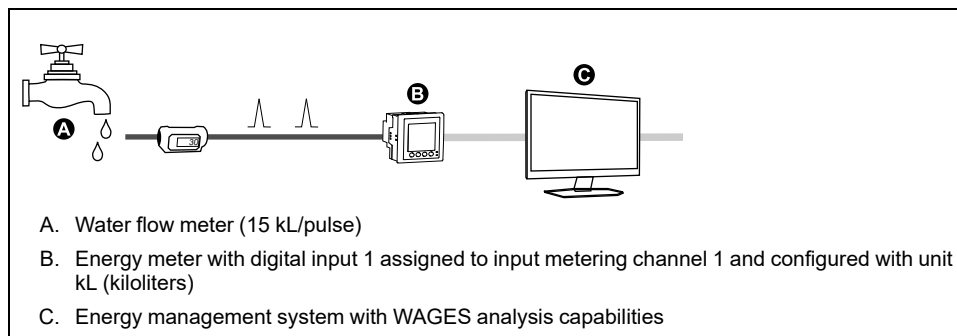 C
B
A
30
A. Water flow meter (15 kL/pulse)
B. Energy meter with digital input 1 assigned to input metering channel 1 and configured with unit
kL (kiloliters)
C. Energy management system with WAGES analysis capabilities